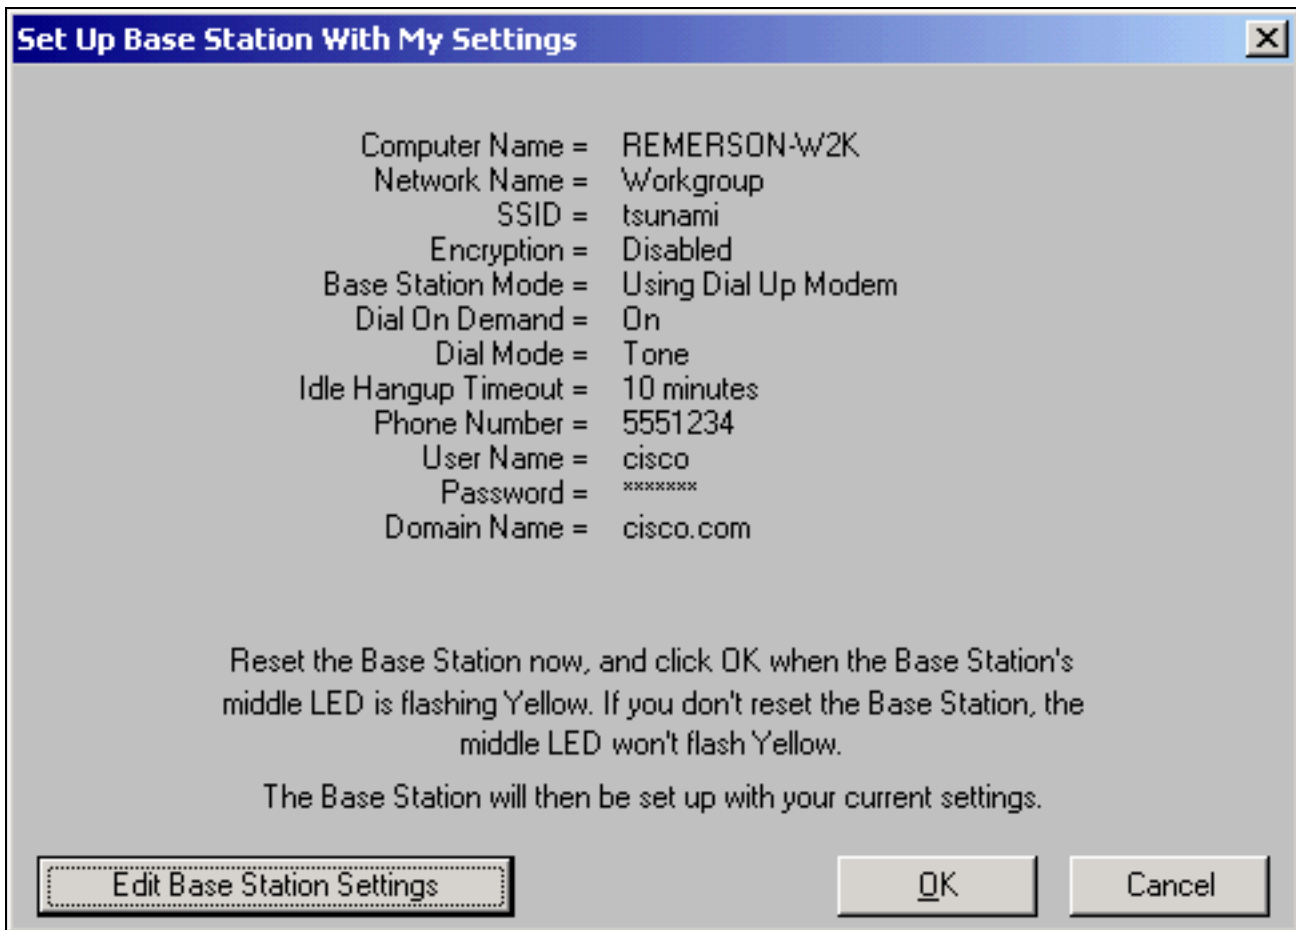 Set Up Base Station With My Settings
Computer Name = REMERSON-W2K
Network Name = Workgroup
SSID = tsunami
Encryption = Disabled
Base Station Mode = Using Dial Up Modem
Dial On Demand = On
Dial Mode = Tone
Idle Hangup Timeout = 10 minutes
Phone Number = 5551234
User Name = cisco
Password = *******
Domain Name = cisco.com
Reset the Base Station now, and click OK when the Base Station's
middle LED is flashing Yellow. If you don't reset the Base Station, the
middle LED won't flash Yellow.
The Base Station will then be set up with your current settings.
Edit Base Station Settings OK Cancel